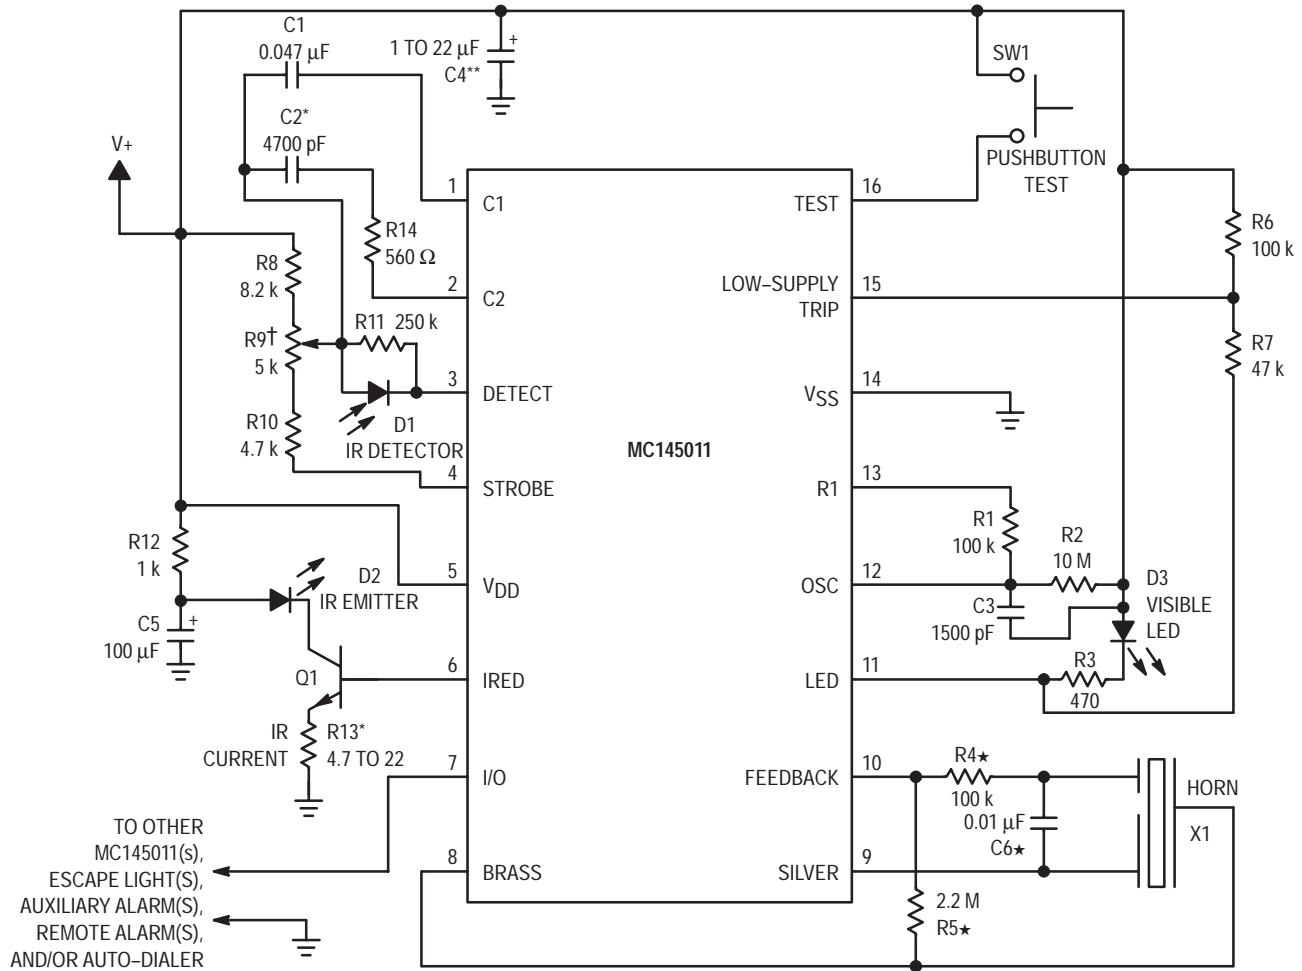 C1
0.047 µF
1 TO 22 µF
+
C4**
SW1
C2*
4700 pF
V+
PUSHBUTTON
TEST
1
C1
16
TEST
R14
560 Ω
R6
100 k
R8
8.2 k
2
C2
LOW–SUPPLY
TRIP
15
R9†
5 k
R11 250 k
R7
47 k
3
DETECT
14
VSS
D1
IR DETECTOR
R10
4.7 k
MC145011
4
STROBE
13
R1
R1
100 k
R12
1 k
R2
10 M
D2
IR EMITTER
5
VDD
12
OSC
D3
VISIBLE
LED
C3
1500 pF
C5
+
100 µF
Q1
6
IRED
11
LED
R3
470
IR
CURRENT
R13*
4.7 TO 22
7
I/O
10
FEEDBACK
R4★
100 k
HORN
X1
0.01 µF
C6★
TO OTHER
MC145011(s),
ESCAPE LIGHT(S),
AUXILIARY ALARM(S),
REMOTE ALARM(S),
AND/OR AUTO–DIALER
8
BRASS
9
SILVER
2.2 M
R5★